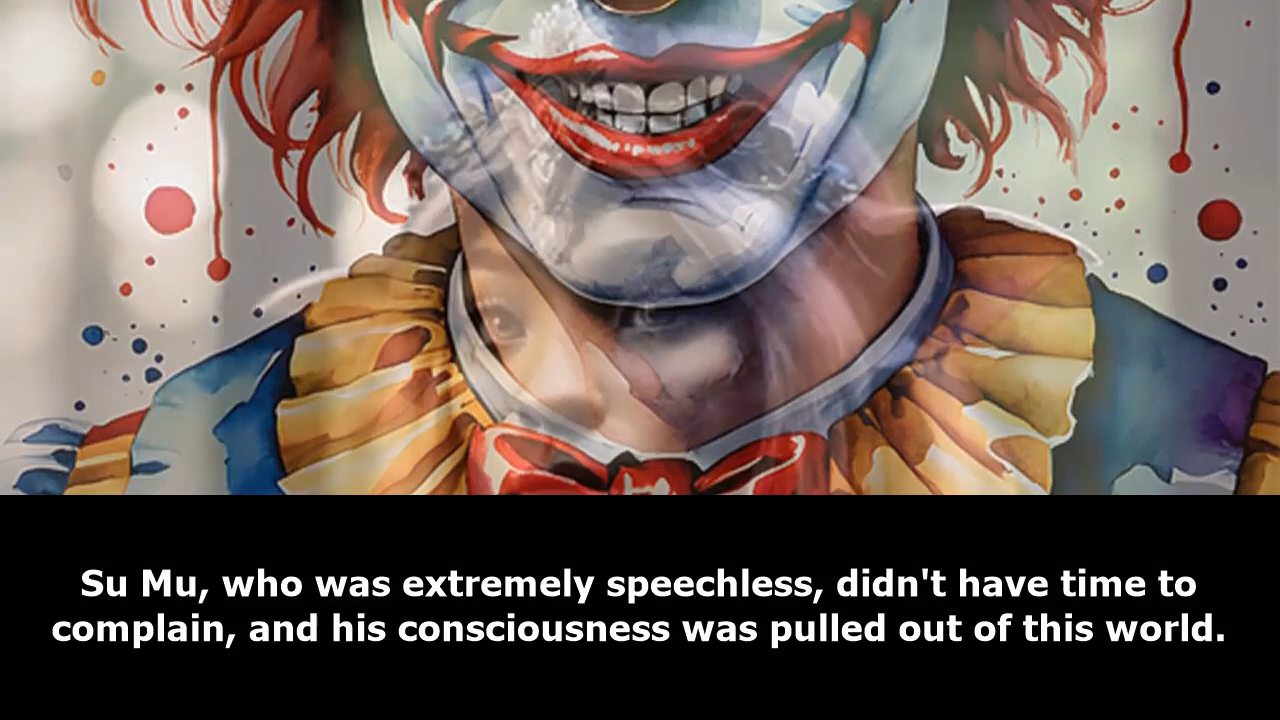 Su Mu, who was extremely speechless, didn't have time to
complain, and his consciousness was pulled out of this world.